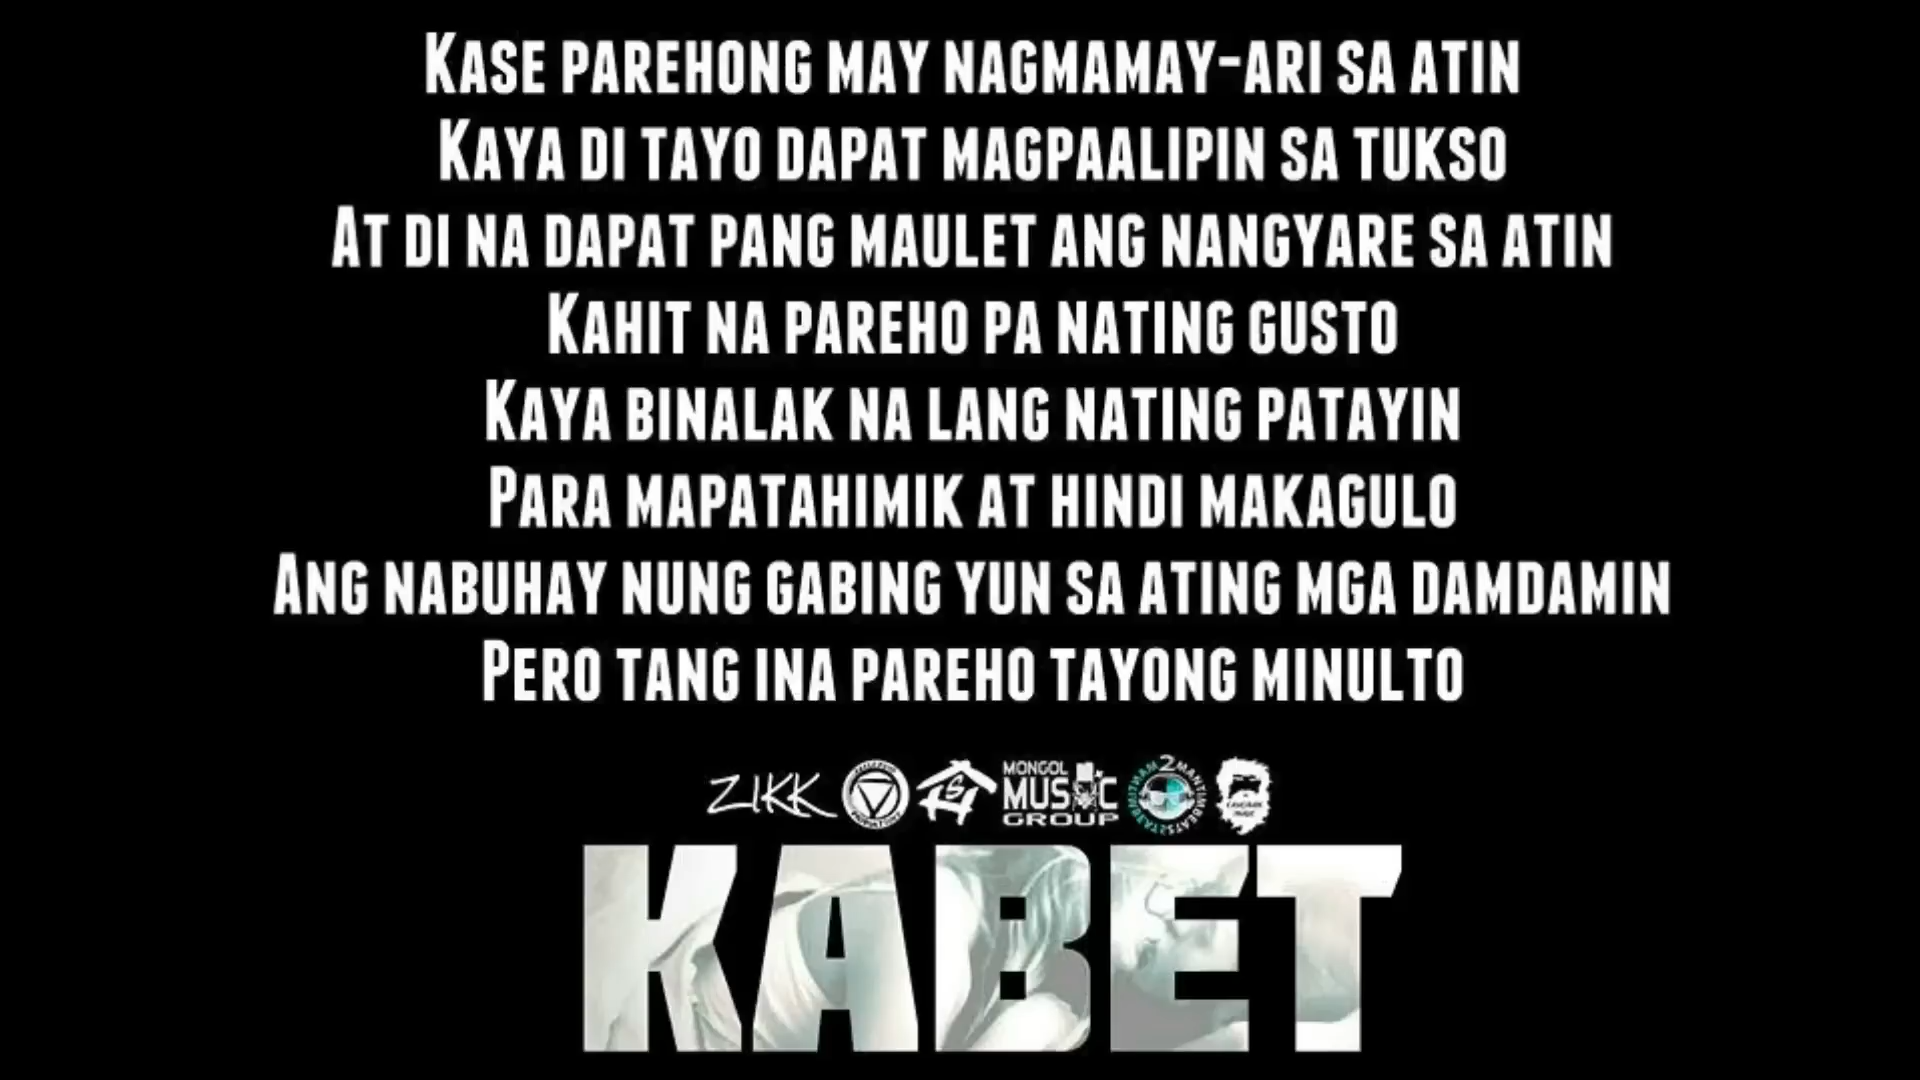 Kase parehong may nagmamay-ari sa atin
Kaya di tayo dapat magpaalipin sa tukso
At di na dapat pang maulet ang nangyare sa atin
Kahit na pareho pa nating gusto
Kaya binalak na lang nating patayin
Para mapatahimik at hindi makagulo
Ang nabuhay nung gabing yun sa ating mga damdamin
Pero tang ina pareho tayong minulto
ZIKK
MONGOL
MUSIC
GROUP
KABET